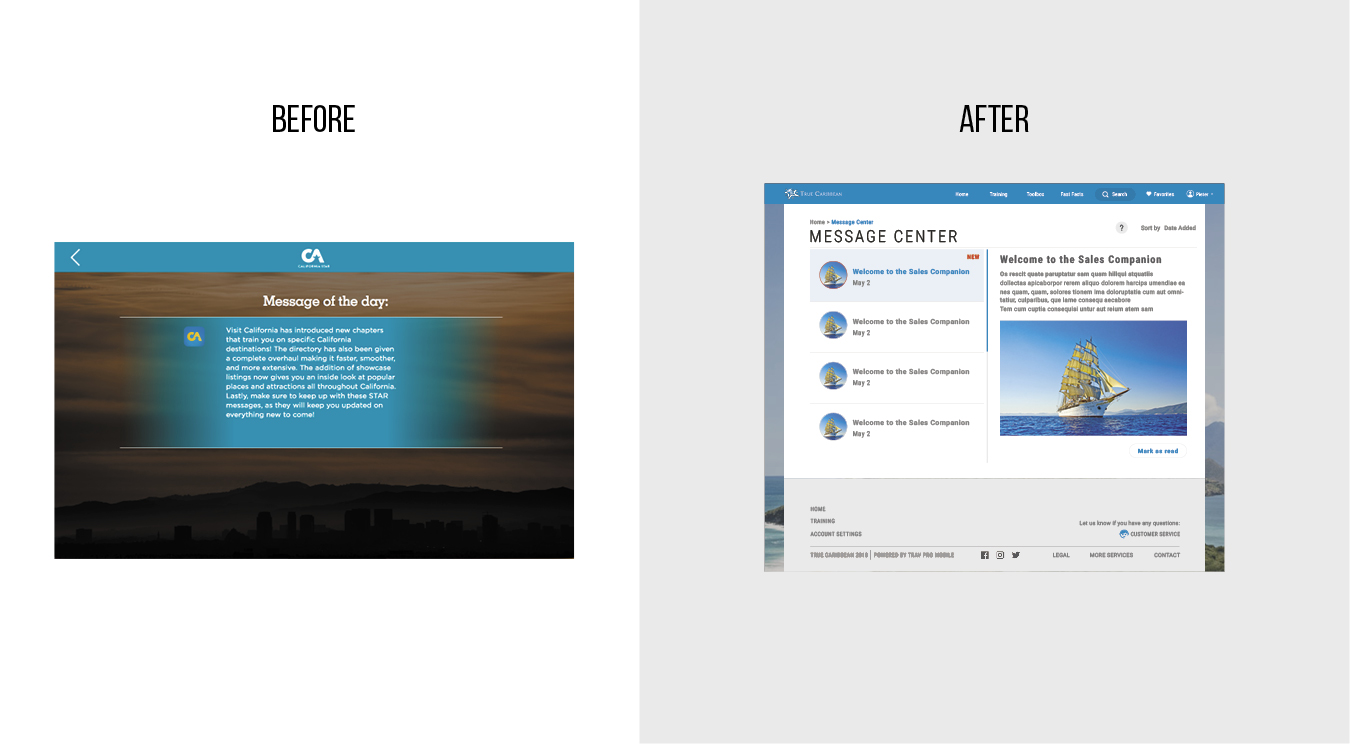 BEFORE
CA
CALIFORNIA STAR
Message of the day:
CA
Visit California has introduced new chapters
that train you on specific California
destinations! The directory has also been given
a complete overhaul making it faster, smoother,
and more extensive. The addition of showcase
listings now gives you an inside look at popular
places and attractions all throughout California.
Lastly, make sure to keep up with these STAR
messages, as they will keep you updated on
everything new to come!
AFTER
TRUE CARIBBEAN
Home Training Toolbox Fast Facts Search Favorites Pieter
Home > Message Center
MESSAGE CENTER
? Sort by Date Added
NEW
Welcome to the Sales Companion
May 2
Welcome to the Sales Companion
May 2
Welcome to the Sales Companion
May 2
Welcome to the Sales Companion
May 2
Welcome to the Sales Companion
Os rescit quate paruptatur sam quam hillqui atquatile
dollectas apicaborpor rerem aliquo dolorem harcips umendiae ea
nea quam, quam, solores tionem ima doloruptatis cum aut omni-
tatiur, culparibus, que lame consequ aecabore
Tem cum cuptia consequisi untur aut reium atem sam
Mark as read
HOME
TRAINING
ACCOUNT SETTINGS
Let us know if you have any questions:
CUSTOMER SERVICE
TRUE CARIBBEAN 2019 | POWERED BY TRAV PRO MOBILE
LEGAL MORE SERVICES CONTACT